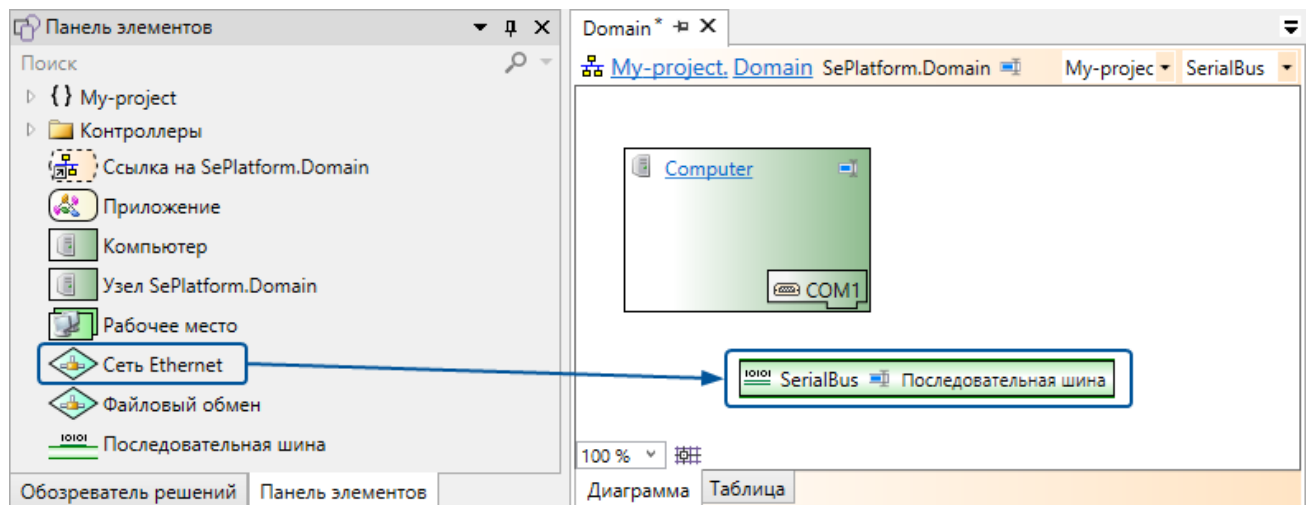 Панель элементов
Поиск
{} My-project
Контроллеры
Ссылка на SePlatform.Domain
Приложение
Компьютер
Узел SePlatform.Domain
Рабочее место
Сеть Ethernet
Файловый обмен
Последовательная шина
Обозреватель решений Панель элементов
Domain*
My-project. Domain SePlatform.Domain My-projec SerialBus
Computer
COM1
IOIOI SerialBus Последовательная шина
100 %
Диаграмма Таблица